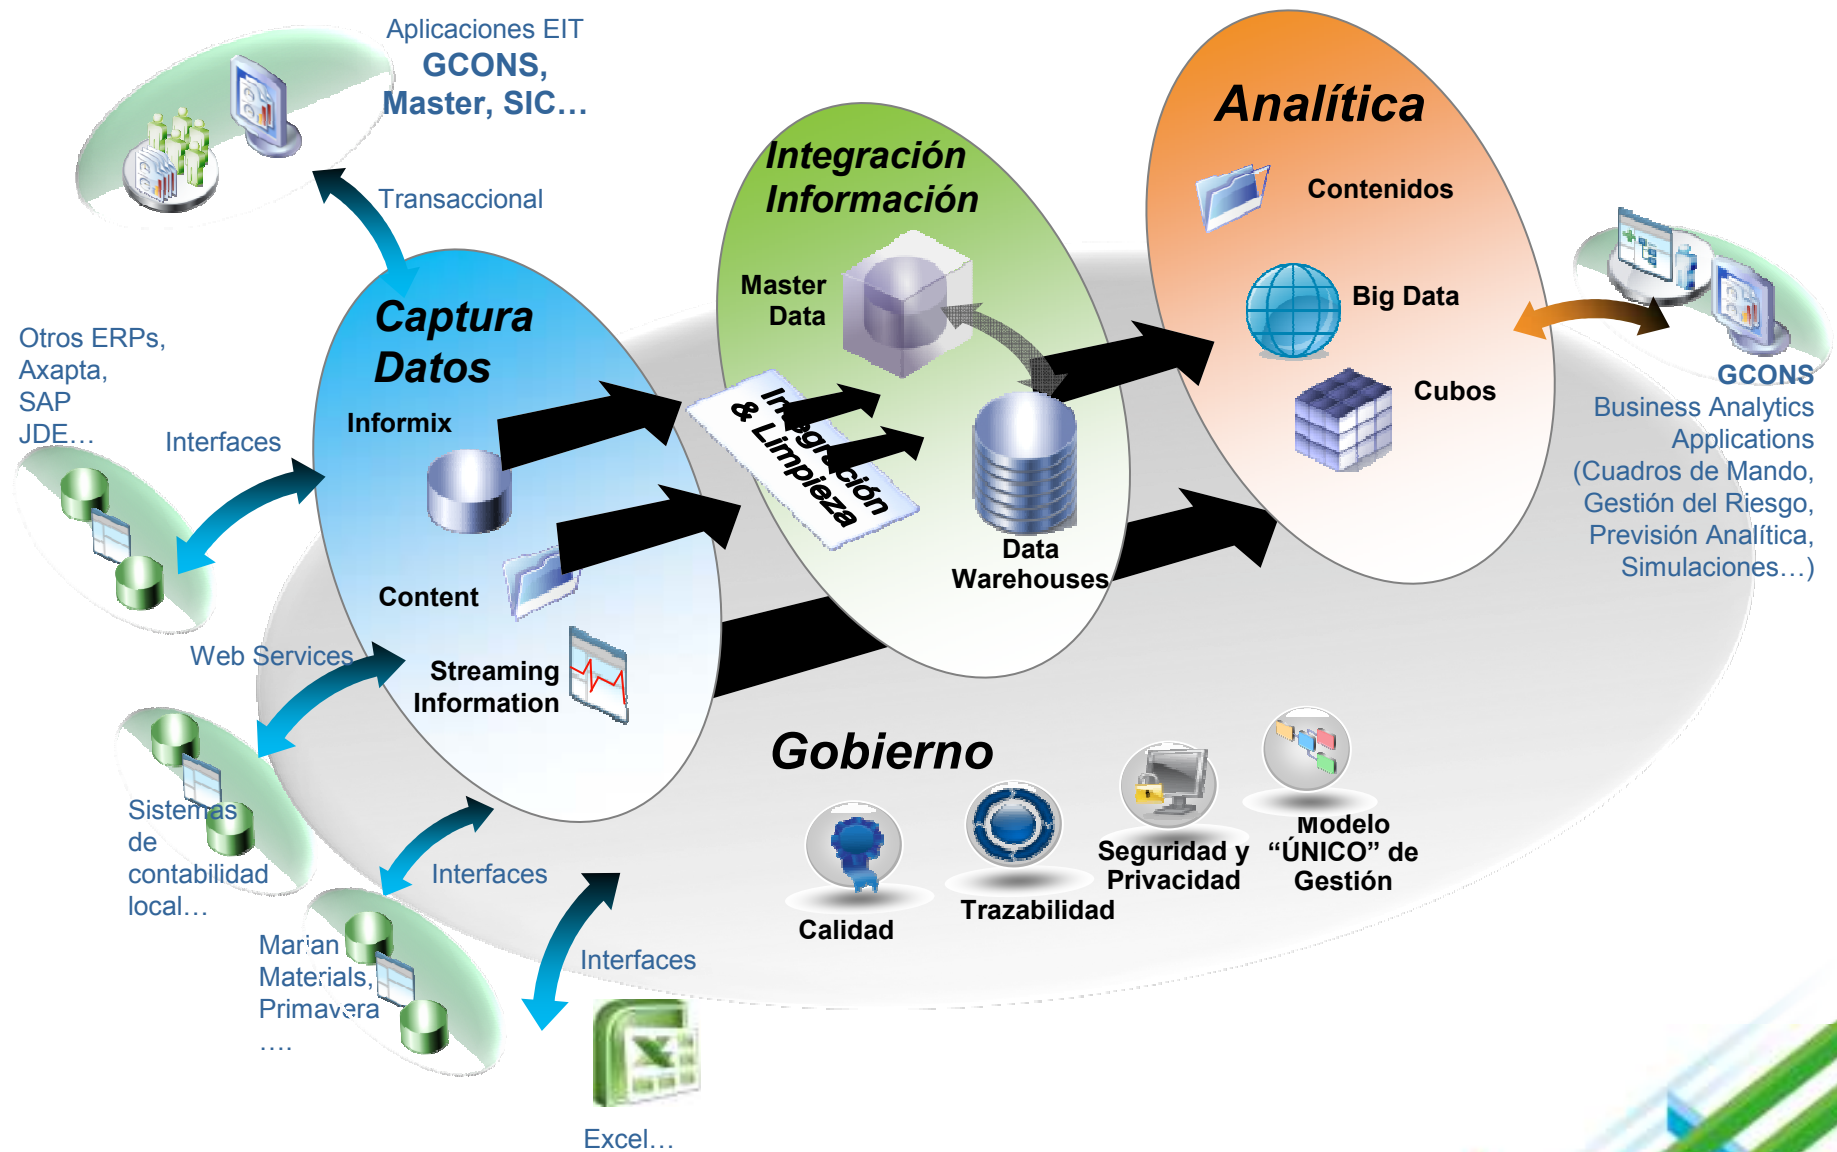 Aplicaciones EIT
GCONS,
Master, SIC…
Transaccional
Otros ERPs,
Axapta,
SAP
JDE…
Interfaces
Web Services
Sistemas
de
contabilidad
local…
Interfaces
Marian
Materials,
Primavera
….
Interfaces
Excel…
Captura
Datos
Informix
Content
Streaming
Information
Integración
Información
Master
Data
Integración
& Limpieza
Data
Warehouses
Analítica
Contenidos
Big Data
Cubos
GCONS
Business Analytics
Applications
(Cuadros de Mando,
Gestión del Riesgo,
Previsión Analítica,
Simulaciones…)
Gobierno
Calidad
Trazabilidad
Seguridad y
Privacidad
Modelo
“ÚNICO” de
Gestión